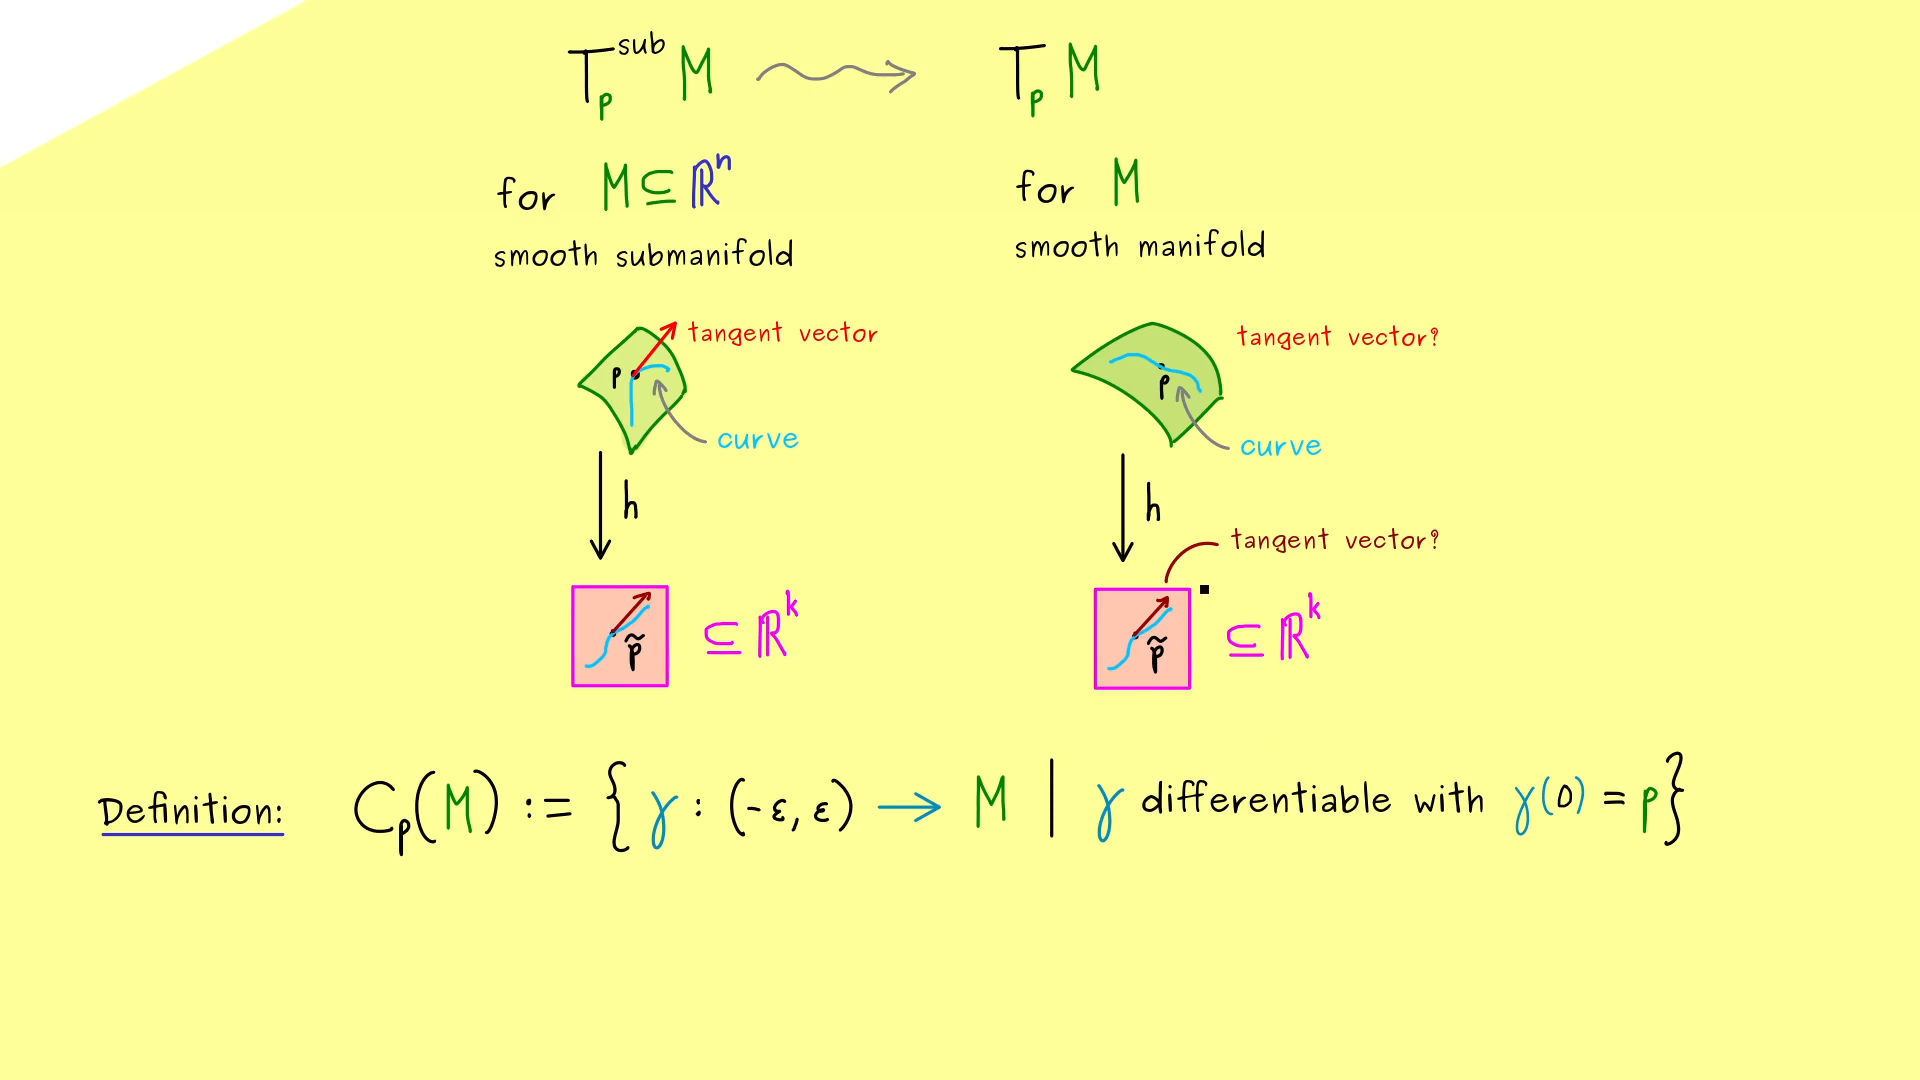 T_p^sub M ⇝ T_p M
for M ⊆ ℝ^n for M
smooth submanifold smooth manifold
tangent vector tangent vector?
p p
curve curve
h h
tangent vector?
p̃ ⊆ ℝ^k p̃ ⊆ ℝ^k
Definition: C_p(M) := { γ : (-ε, ε) → M | γ differentiable with γ(0) = p }